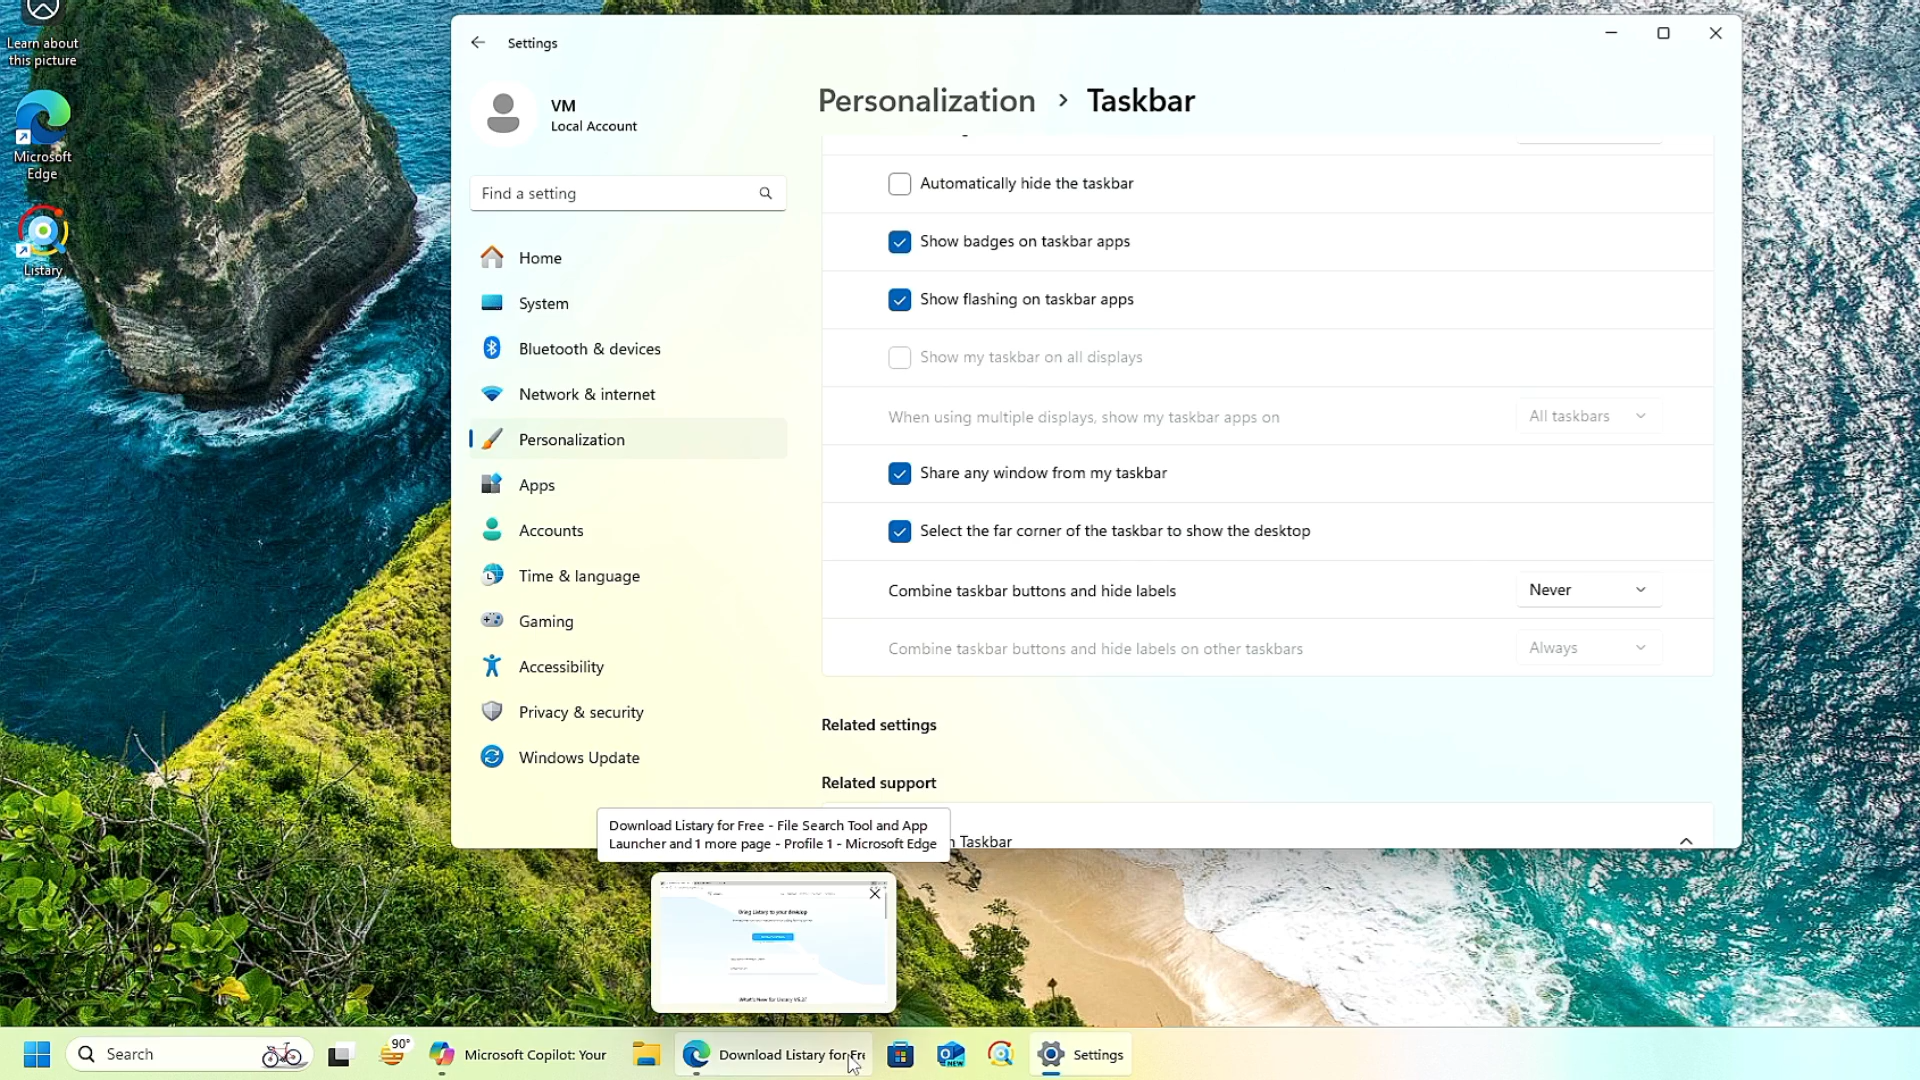 Learn about
this picture
Microsoft
Edge
Listary
Settings
VM
Local Account
Find a setting
Home
System
Bluetooth & devices
Network & internet
Personalization
Apps
Accounts
Time & language
Gaming
Accessibility
Privacy & security
Windows Update
Personalization > Taskbar
Automatically hide the taskbar
Show badges on taskbar apps
Show flashing on taskbar apps
Show my taskbar on all displays
When using multiple displays, show my taskbar apps on All taskbars
Share any window from my taskbar
Select the far corner of the taskbar to show the desktop
Combine taskbar buttons and hide labels Never
Combine taskbar buttons and hide labels on other taskbars Always
Related settings
Related support
Taskbar
Download Listary for Free - File Search Tool and App
Launcher and 1 more page - Profile 1 - Microsoft Edge
Bring Listary to your desktop
What's New for Listary
Search
90°
Microsoft Copilot: Your
Download Listary for Fre
NEW
Settings